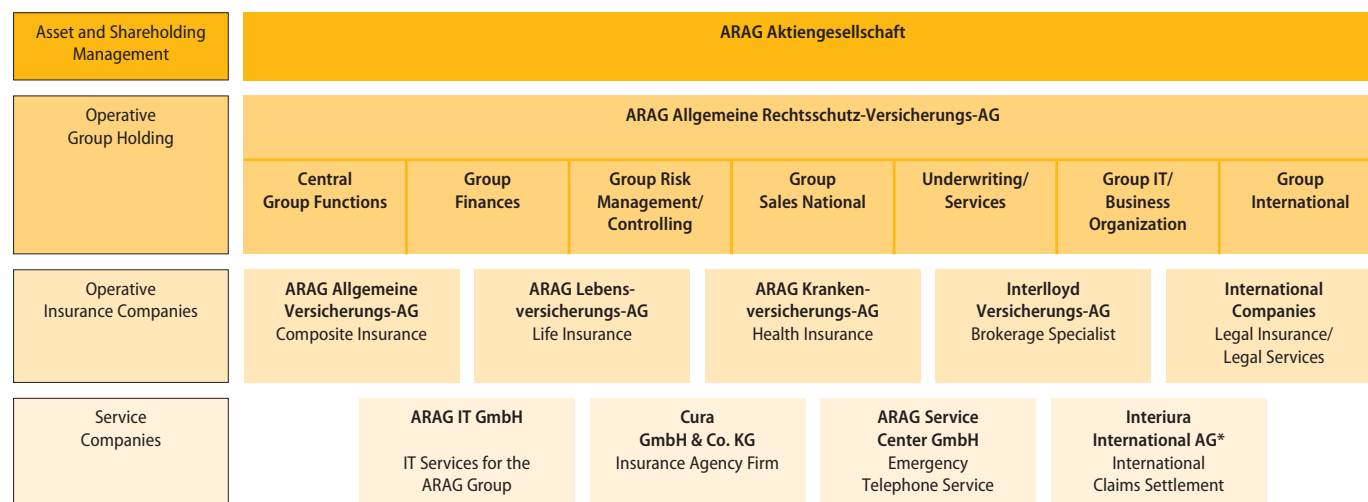 Asset and Shareholding
Management
ARAG Aktiengesellschaft
Operative
Group Holding
ARAG Allgemeine Rechtsschutz-Versicherungs-AG
Central
Group Functions
Group
Finances
Group Risk
Management/
Controlling
Group
Sales National
Underwriting/
Services
Group IT/
Business
Organization
Group
International
Operative
Insurance Companies
ARAG Allgemeine
Versicherungs-AG
Composite Insurance
ARAG Lebens-
versicherungs-AG
Life Insurance
ARAG Kranken-
versicherungs-AG
Health Insurance
Interlloyd
Versicherungs-AG
Brokerage Specialist
International
Companies
Legal Insurance/
Legal Services
Service
Companies
ARAG IT GmbH
IT Services for the
ARAG Group
Cura
GmbH & Co. KG
Insurance Agency Firm
ARAG Service
Center GmbH
Emergency
Telephone Service
Interiura
International AG*
International
Claims Settlement